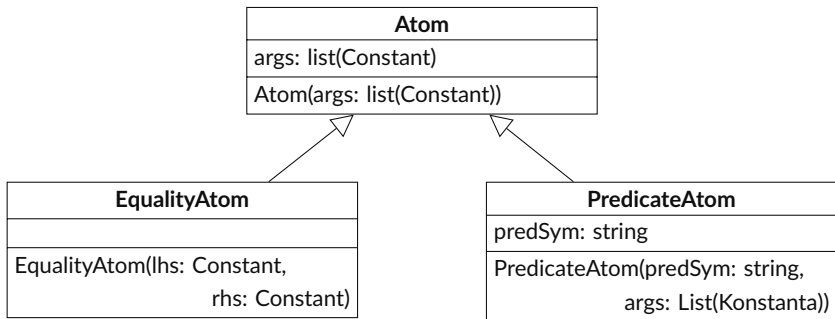 Atom
args: list(Constant)
Atom(args: list(Constant))
EqualityAtom
EqualityAtom(lhs: Constant,
rhs: Constant)
PredicateAtom
predSym: string
PredicateAtom(predSym: string,
args: List(Konstanta))